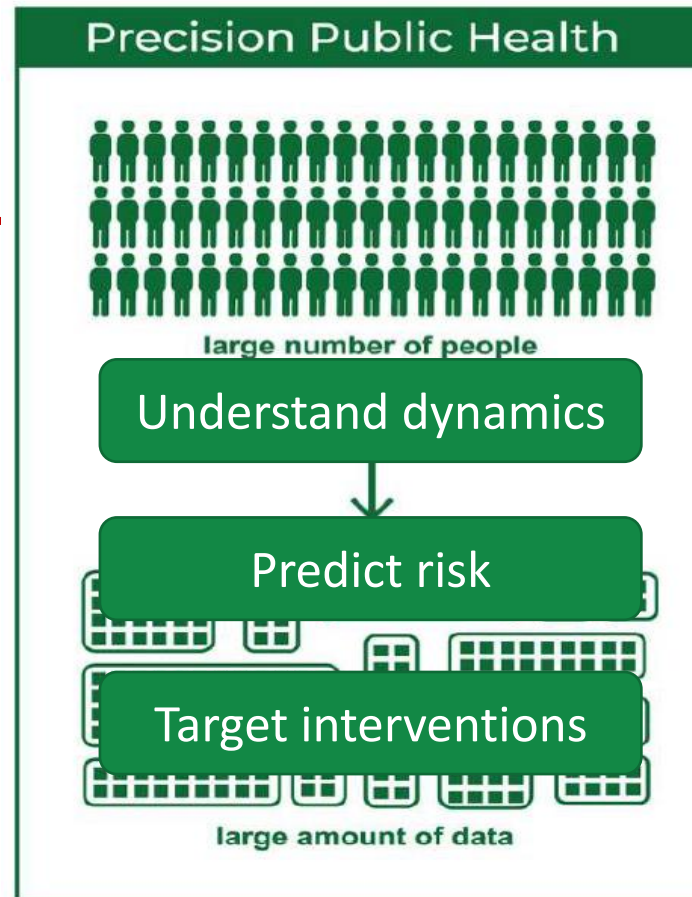 Precision Public Health
large number of people
Understand dynamics
Predict risk
Target interventions
large amount of data